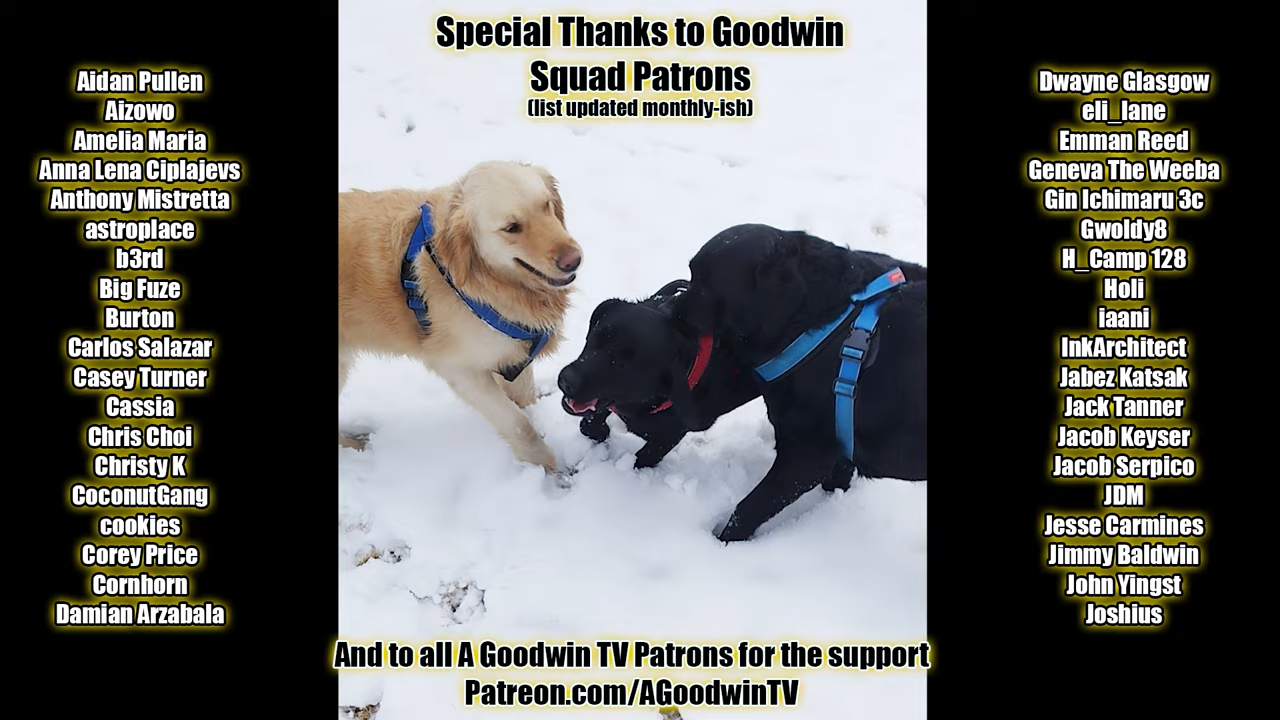 Special Thanks to Goodwin
Squad Patrons
(list updated monthly-ish)
Aidan Pullen
Aizowo
Amelia Maria
Anna Lena Ciplajevs
Anthony Mistretta
astroplace
b3rd
Big Fuze
Burton
Carlos Salazar
Casey Turner
Cassia
Chris Choi
Christy K
CoconutGang
cookies
Corey Price
Cornhorn
Damian Arzabala
Dwayne Glasgow
eli_lane
Emman Reed
Geneva The Weeba
Gin Ichimaru 3c
Gwoldy8
H_Camp 128
Holi
iaani
InkArchitect
Jabez Katsak
Jack Tanner
Jacob Keyser
Jacob Serpico
JDM
Jesse Carmines
Jimmy Baldwin
John Yingst
Joshius
And to all A Goodwin TV Patrons for the support
Patreon.com/AGoodwinTV